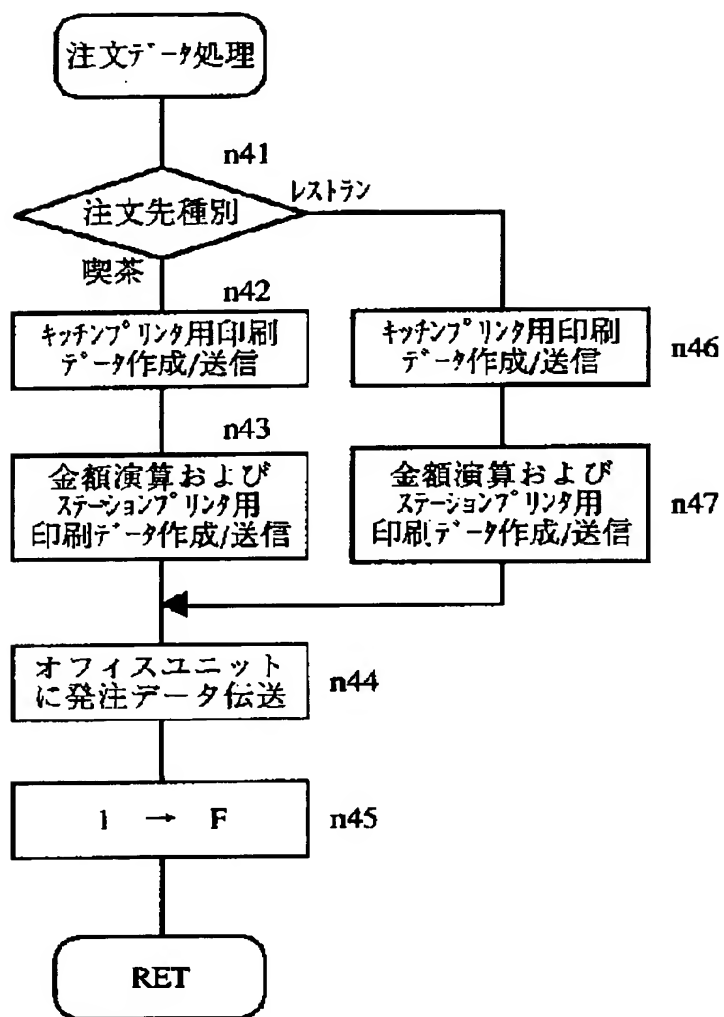 注文データ処理
n41
レストラン
注文先種別
喫茶
n42
キッチンプリンタ用印刷
データ作成/送信
キッチンプリンタ用印刷
データ作成/送信
n46
n43
金額演算および
ステーションプリンタ用
印刷データ作成/送信
金額演算および
ステーションプリンタ用
印刷データ作成/送信
n47
オフィスユニット
に発注データ伝送
n44
1 → F
n45
RET